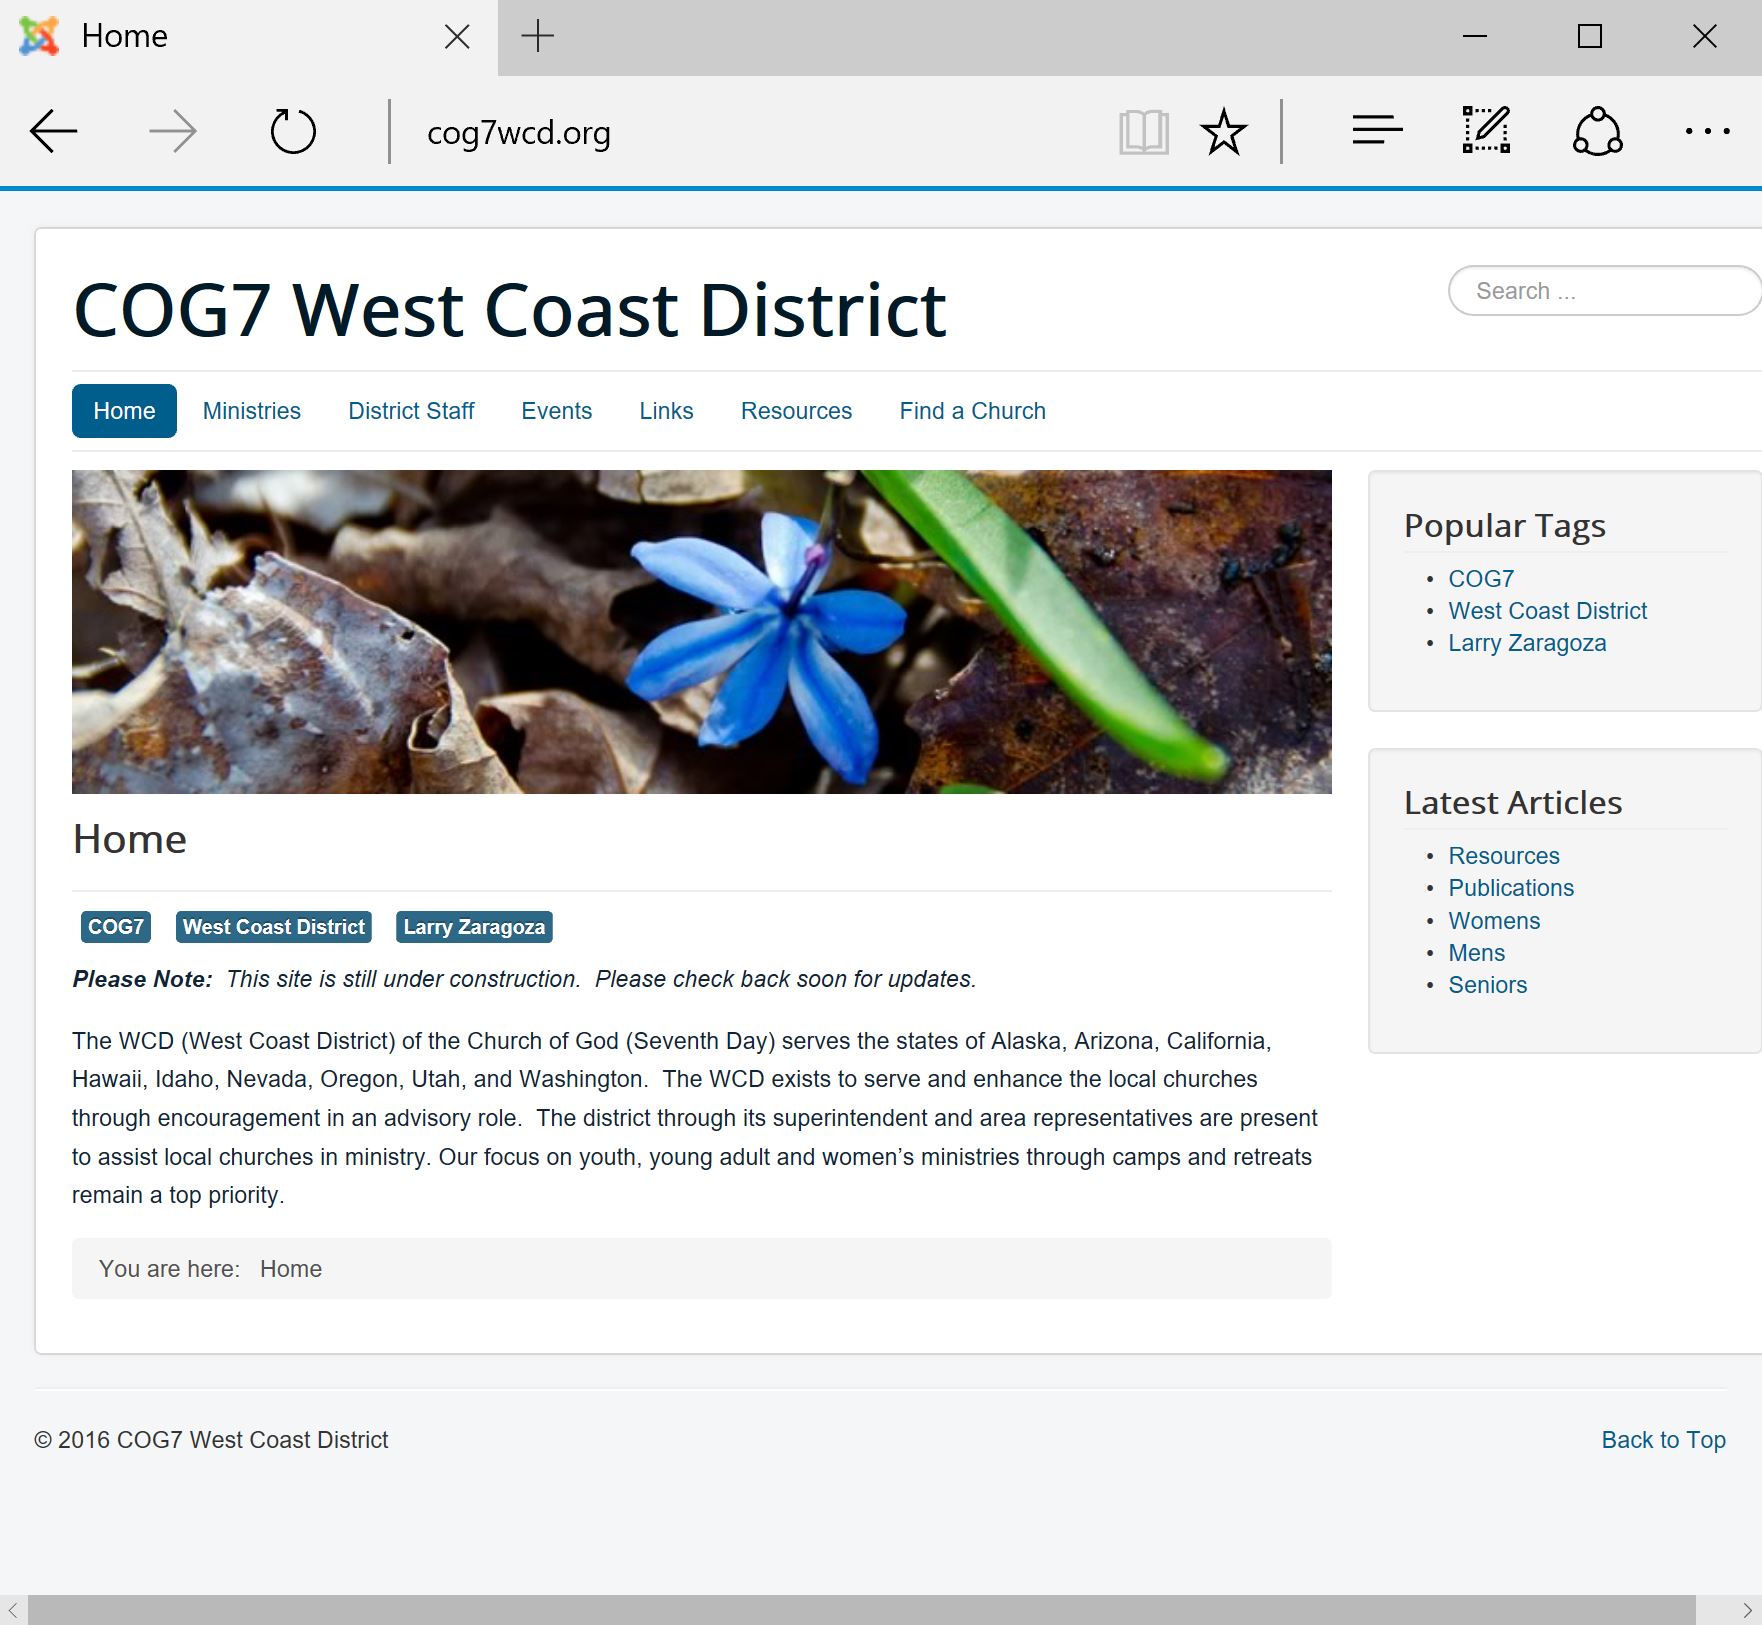 Home
cog7wcd.org
COG7 West Coast District
Search ...
Home Ministries District Staff Events Links Resources Find a Church
Popular Tags
• COG7
• West Coast District
• Larry Zaragoza
Latest Articles
• Resources
• Publications
• Womens
• Mens
• Seniors
Home
COG7 West Coast District Larry Zaragoza
Please Note:  This site is still under construction.  Please check back soon for updates.
The WCD (West Coast District) of the Church of God (Seventh Day) serves the states of Alaska, Arizona, California,
Hawaii, Idaho, Nevada, Oregon, Utah, and Washington.  The WCD exists to serve and enhance the local churches
through encouragement in an advisory role.  The district through its superintendent and area representatives are present
to assist local churches in ministry. Our focus on youth, young adult and women’s ministries through camps and retreats
remain a top priority.
You are here: Home
© 2016 COG7 West Coast District
Back to Top